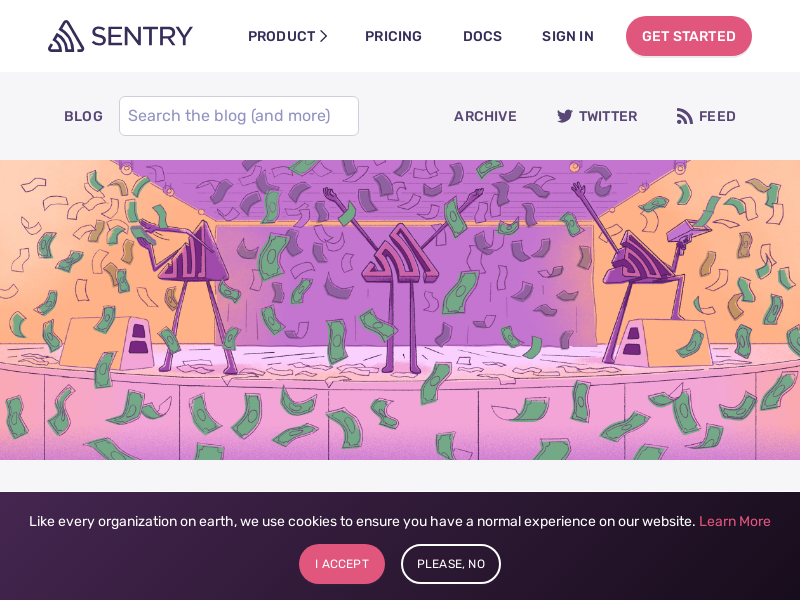 SENTRY
PRODUCT
PRICING
DOCS
SIGN IN
GET STARTED
BLOG
Search the blog (and more)
ARCHIVE
TWITTER
FEED
Like every organization on earth, we use cookies to ensure you have a normal experience on our website. Learn More
I ACCEPT
PLEASE, NO